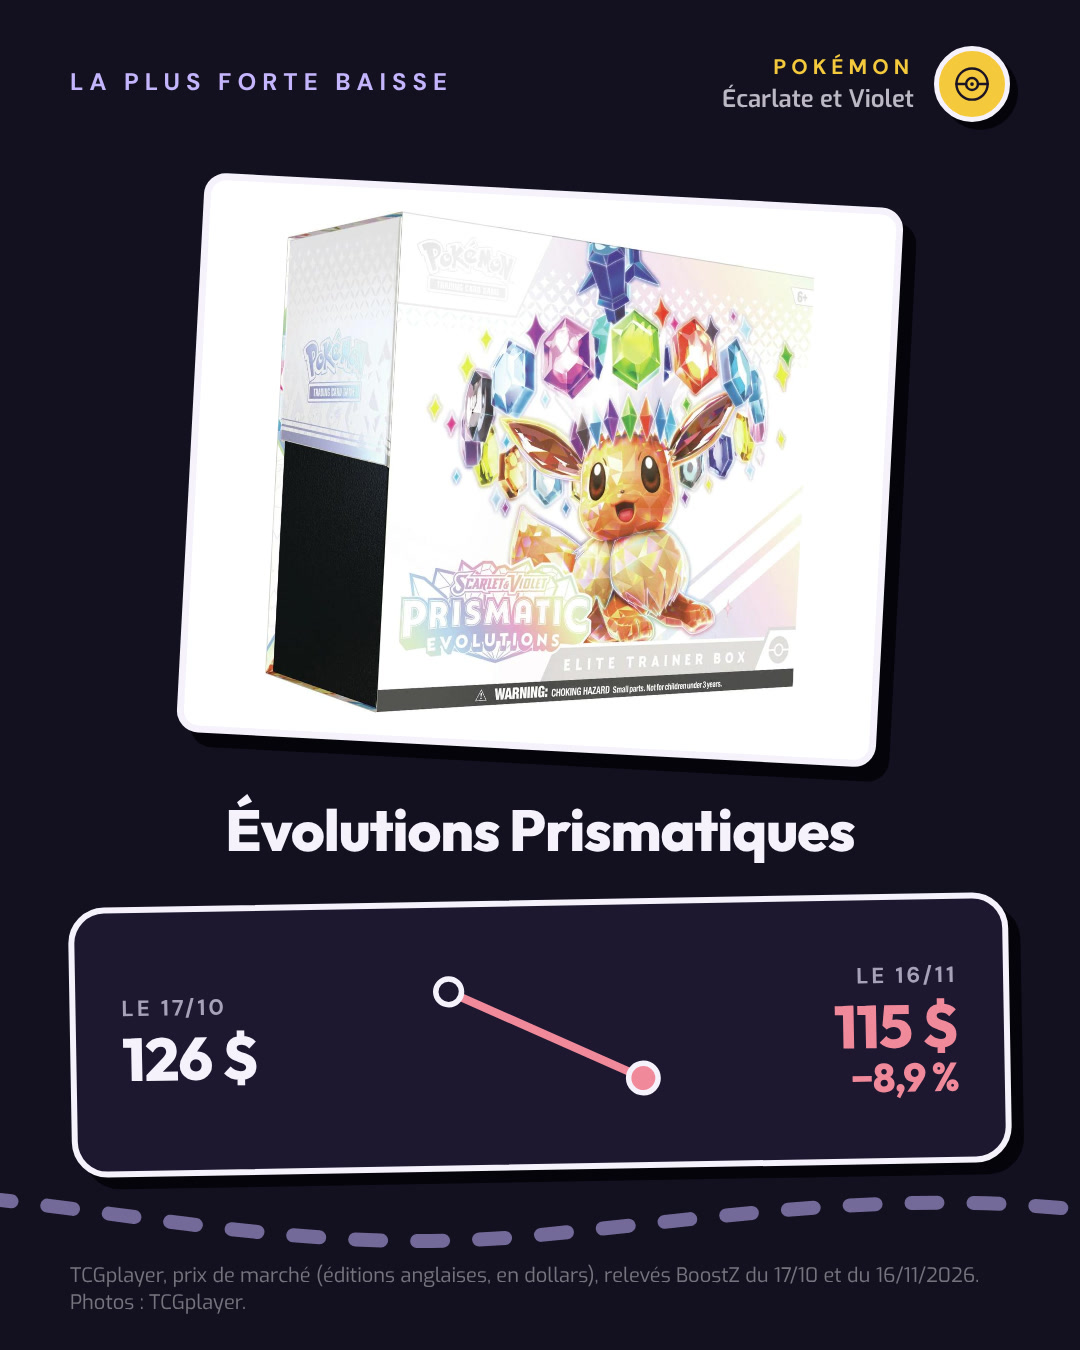 LA PLUS FORTE BAISSE
POKÉMON
Écarlate et Violet
Pokémon
TRADING CARD GAME
6+
Pokémon
TRADING CARD GAME
SCARLET & VIOLET
PRISMATIC
EVOLUTIONS
ELITE TRAINER BOX
WARNING: CHOKING HAZARD Small parts. Not for children under 3 years.
Évolutions Prismatiques
LE 17/10
126 $
LE 16/11
115 $
−8,9 %
TCGplayer, prix de marché (éditions anglaises, en dollars), relevés BoostZ du 17/10 et du 16/11/2026.
Photos : TCGplayer.